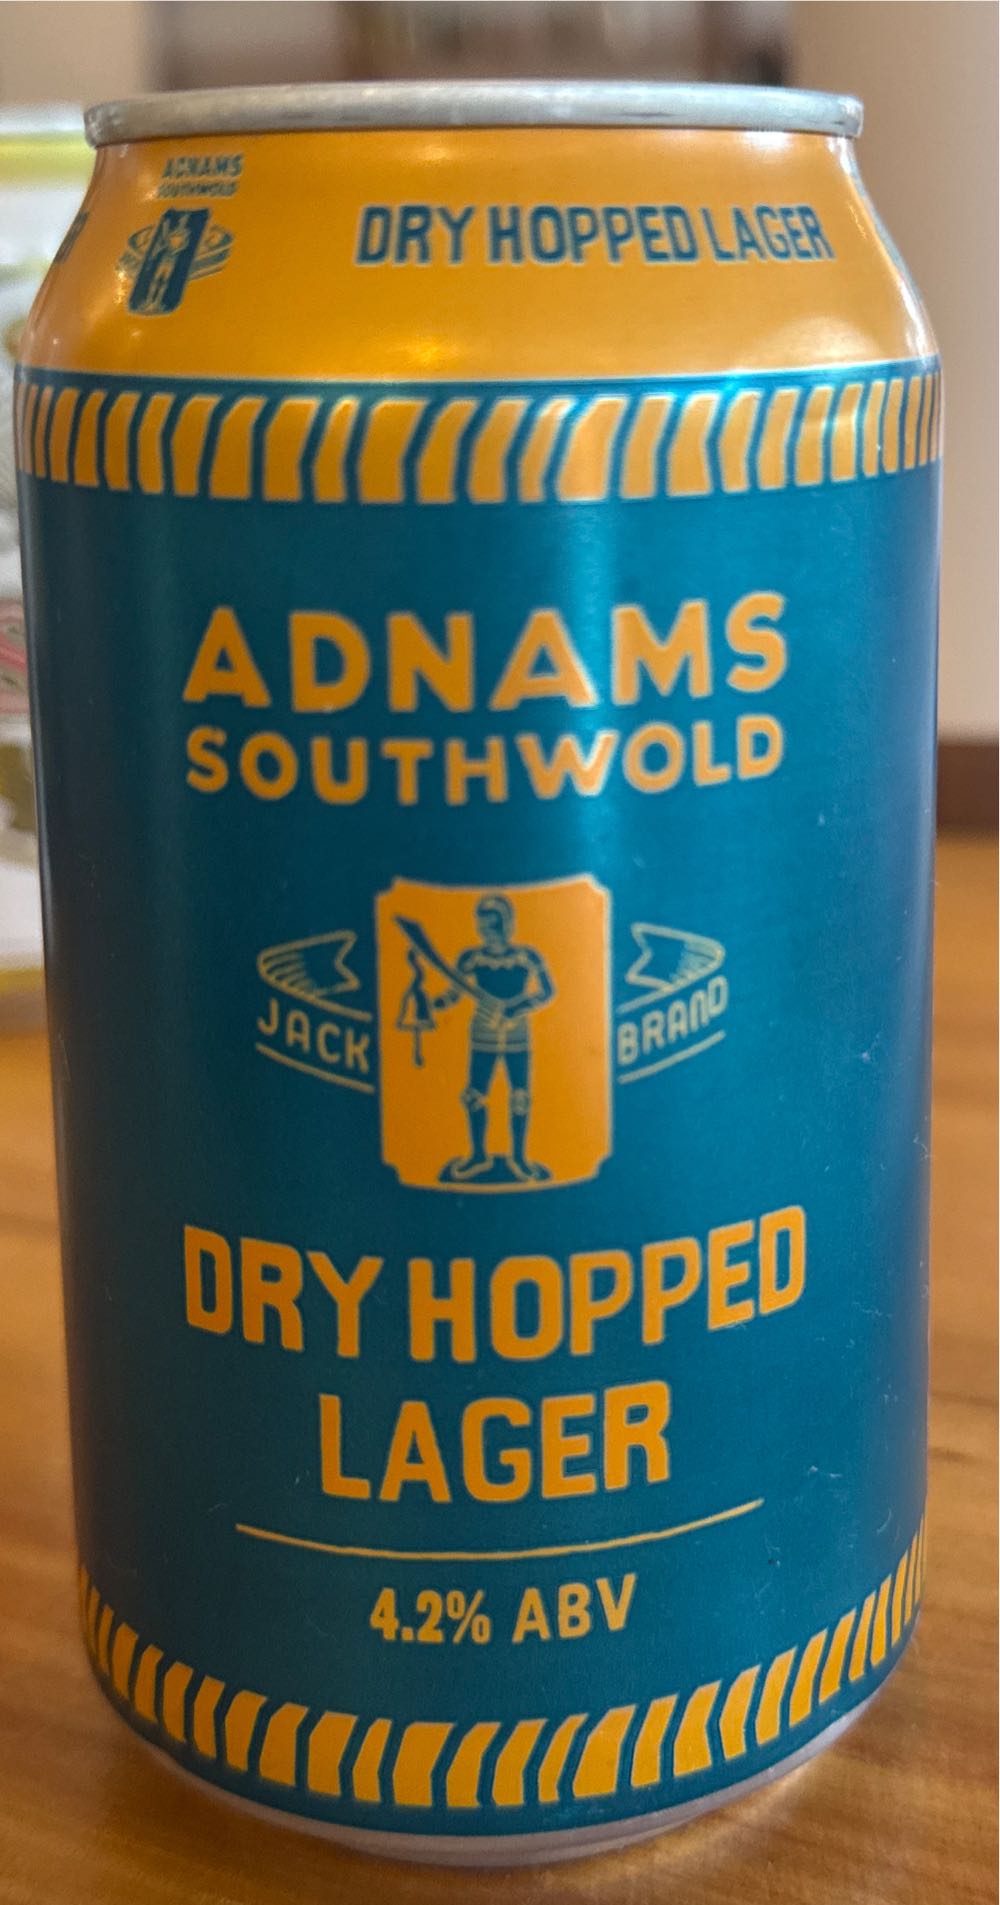 ADNAMS
SOUTHWOLD
DRY HOPPED LAGER
ADNAMS
SOUTHWOLD
JACK BRAND
DRY HOPPED
LAGER
4.2% ABV